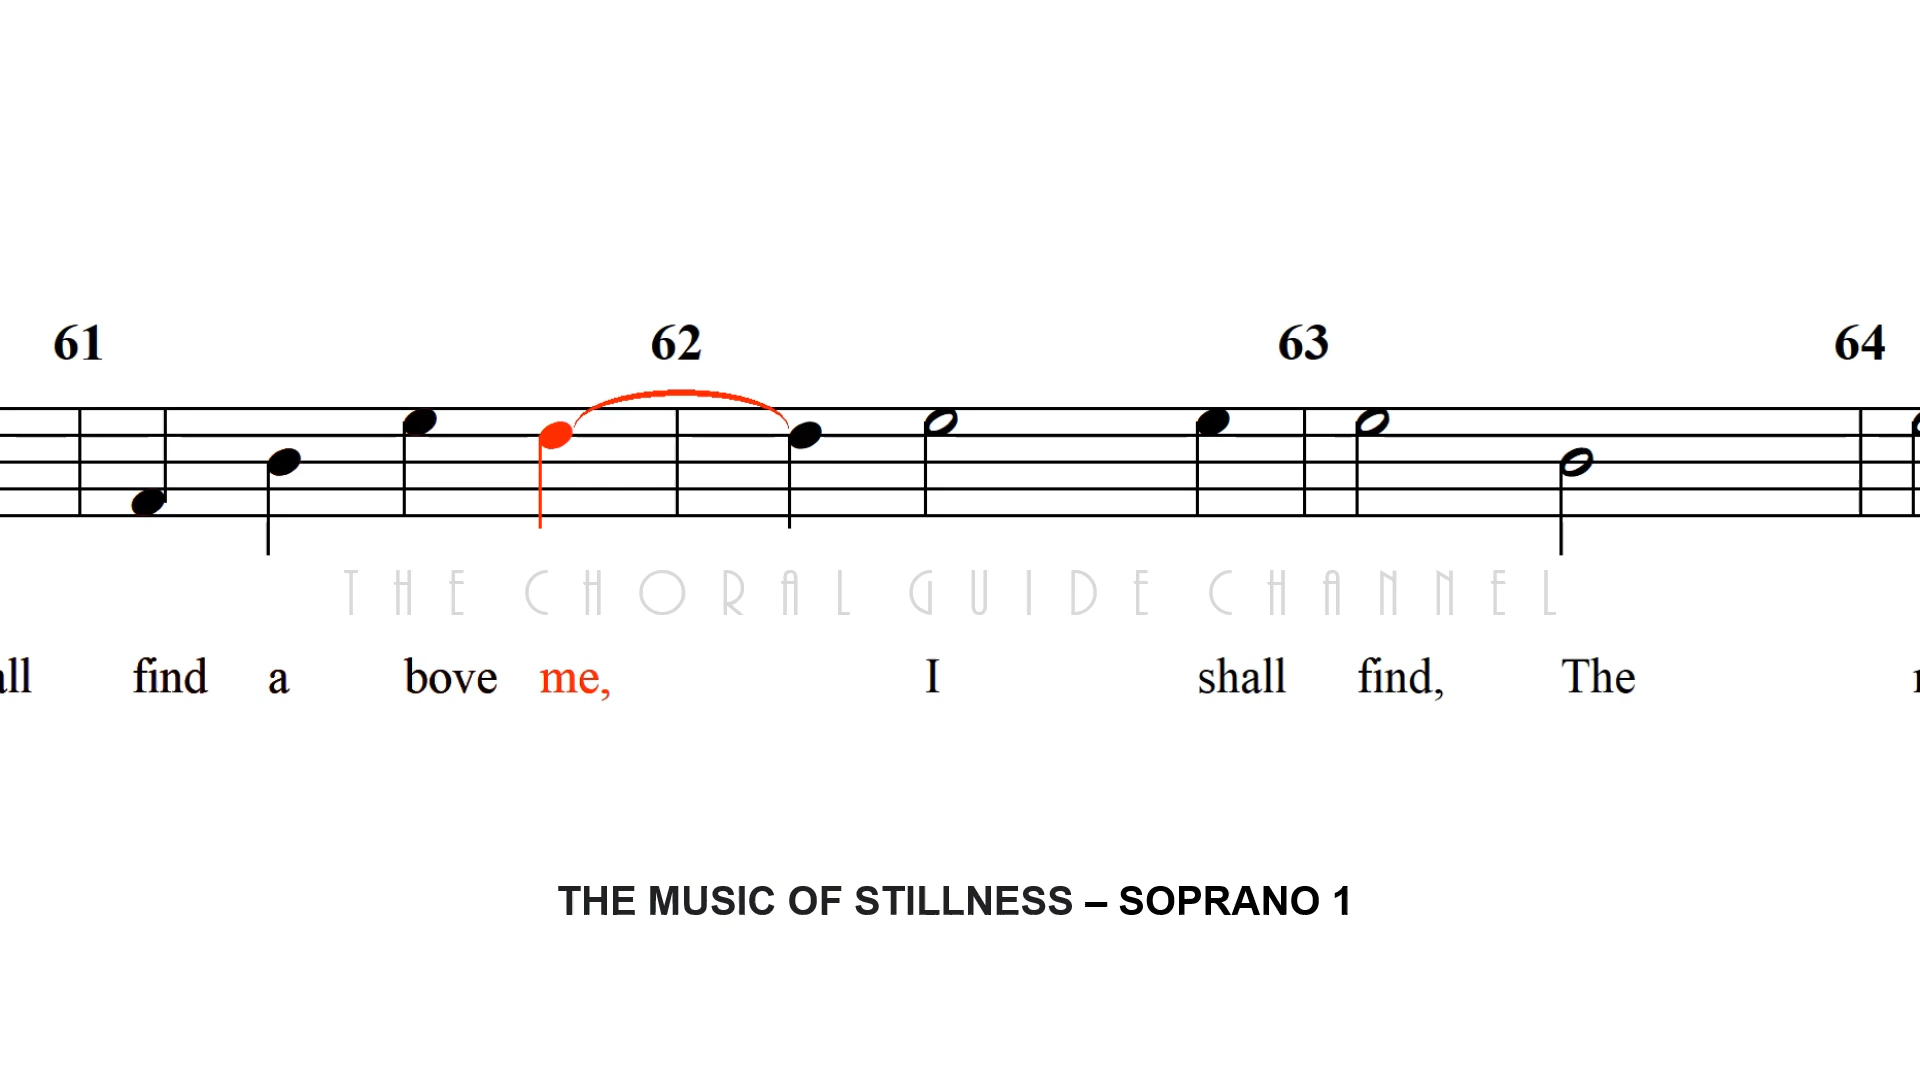 61 62 63 64
THE CHORAL GUIDE CHANNEL
find a bove me, I shall find, The
THE MUSIC OF STILLNESS – SOPRANO 1